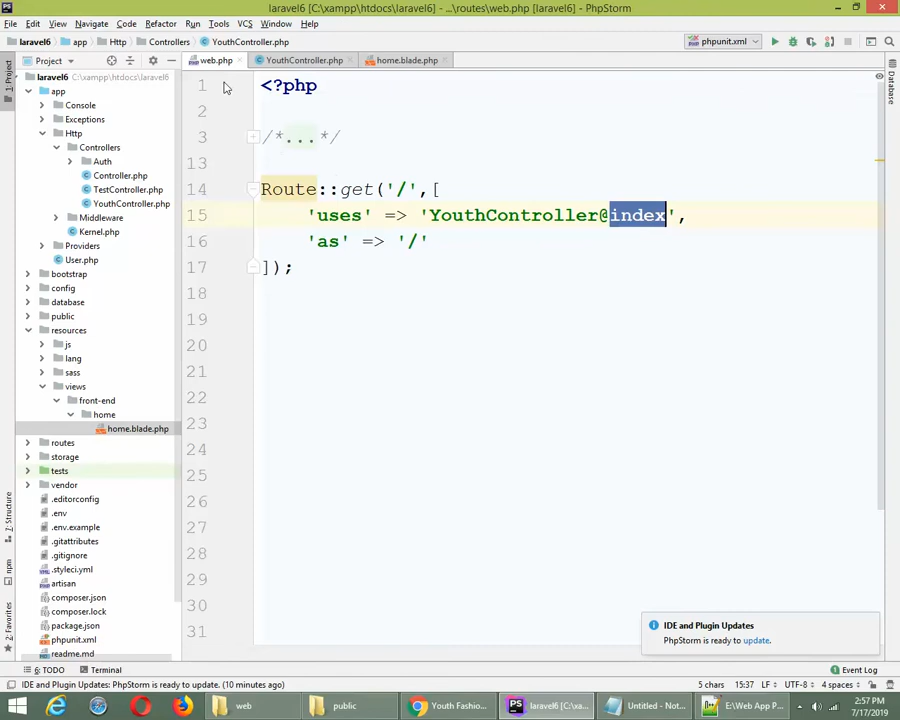 laravel6 [C:\xampp\htdocs\laravel6] - ...\routes\web.php [laravel6] - PhpStorm
File Edit View Navigate Code Refactor Run Tools VCS Window Help
laravel6 app Http Controllers YouthController.php phpunit.xml
Project web.php YouthController.php home.blade.php
laravel6 C:\xampp\htdocs\laravel6
app
Console
Exceptions
Http
Controllers
Auth
Controller.php
TestController.php
YouthController.php
Middleware
Kernel.php
Providers
User.php
bootstrap
config
database
public
resources
js
lang
sass
views
front-end
home
home.blade.php
routes
storage
tests
vendor
.editorconfig
.env
.env.example
.gitattributes
.gitignore
.styleci.yml
artisan
composer.json
composer.lock
package.json
phpunit.xml
readme.md
1: Project
7: Structure
npm
2: Favorites
Database
1 <?php
2
3 /*...*/
13
14 Route::get('/',[
15 'uses' => 'YouthController@index',
16 'as' => '/'
17 ]);
18
19
20
21
22
23
24
25
26
27
28
29
30
31
IDE and Plugin Updates
PhpStorm is ready to update.
6: TODO Terminal Event Log
IDE and Plugin Updates: PhpStorm is ready to update. (10 minutes ago) 5 chars 15:37 LF UTF-8 4 spaces
web public Youth Fashio... laravel6 [C:\xa... Untitled - Not... E:\Web App P... 2:57 PM
7/17/2019